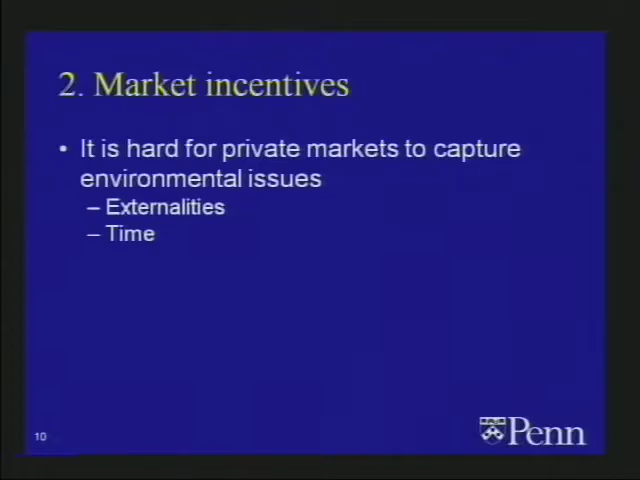 2. Market incentives
• It is hard for private markets to capture
environmental issues
– Externalities
– Time
10
Penn